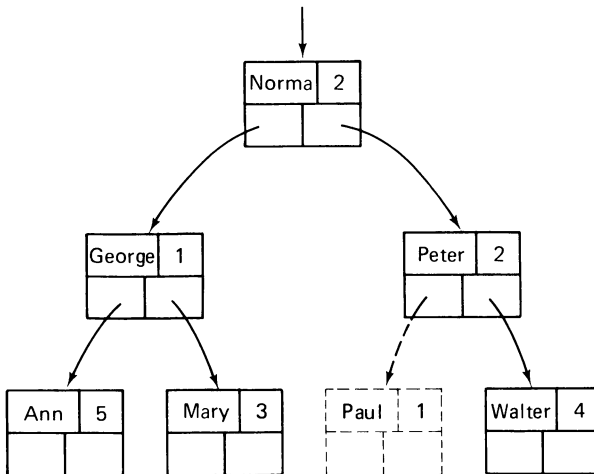 Norma 2
George 1
Peter 2
Ann 5
Mary 3
Paul 1
Walter 4